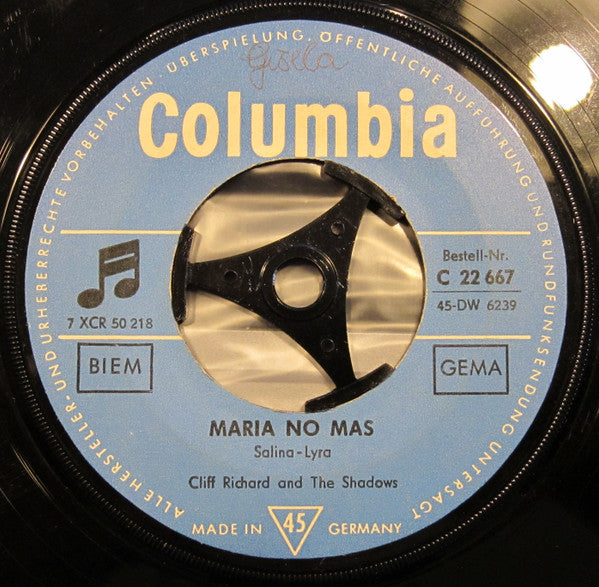 ALLE HERSTELLER- UND URHEBERRECHTE VORBEHALTEN. ÜBERSPIELUNG, ÖFFENTLICHE AUFFÜHRUNG UND RUNDFUNKSENDUNG UNTERSAGT
Gisela
Columbia
7 XCR 50 218
BIEM
Bestell-Nr.
C 22 667
45-DW 6239
GEMA
MARIA NO MAS
Salina-Lyra
Cliff Richard and The Shadows
MADE IN 45 GERMANY